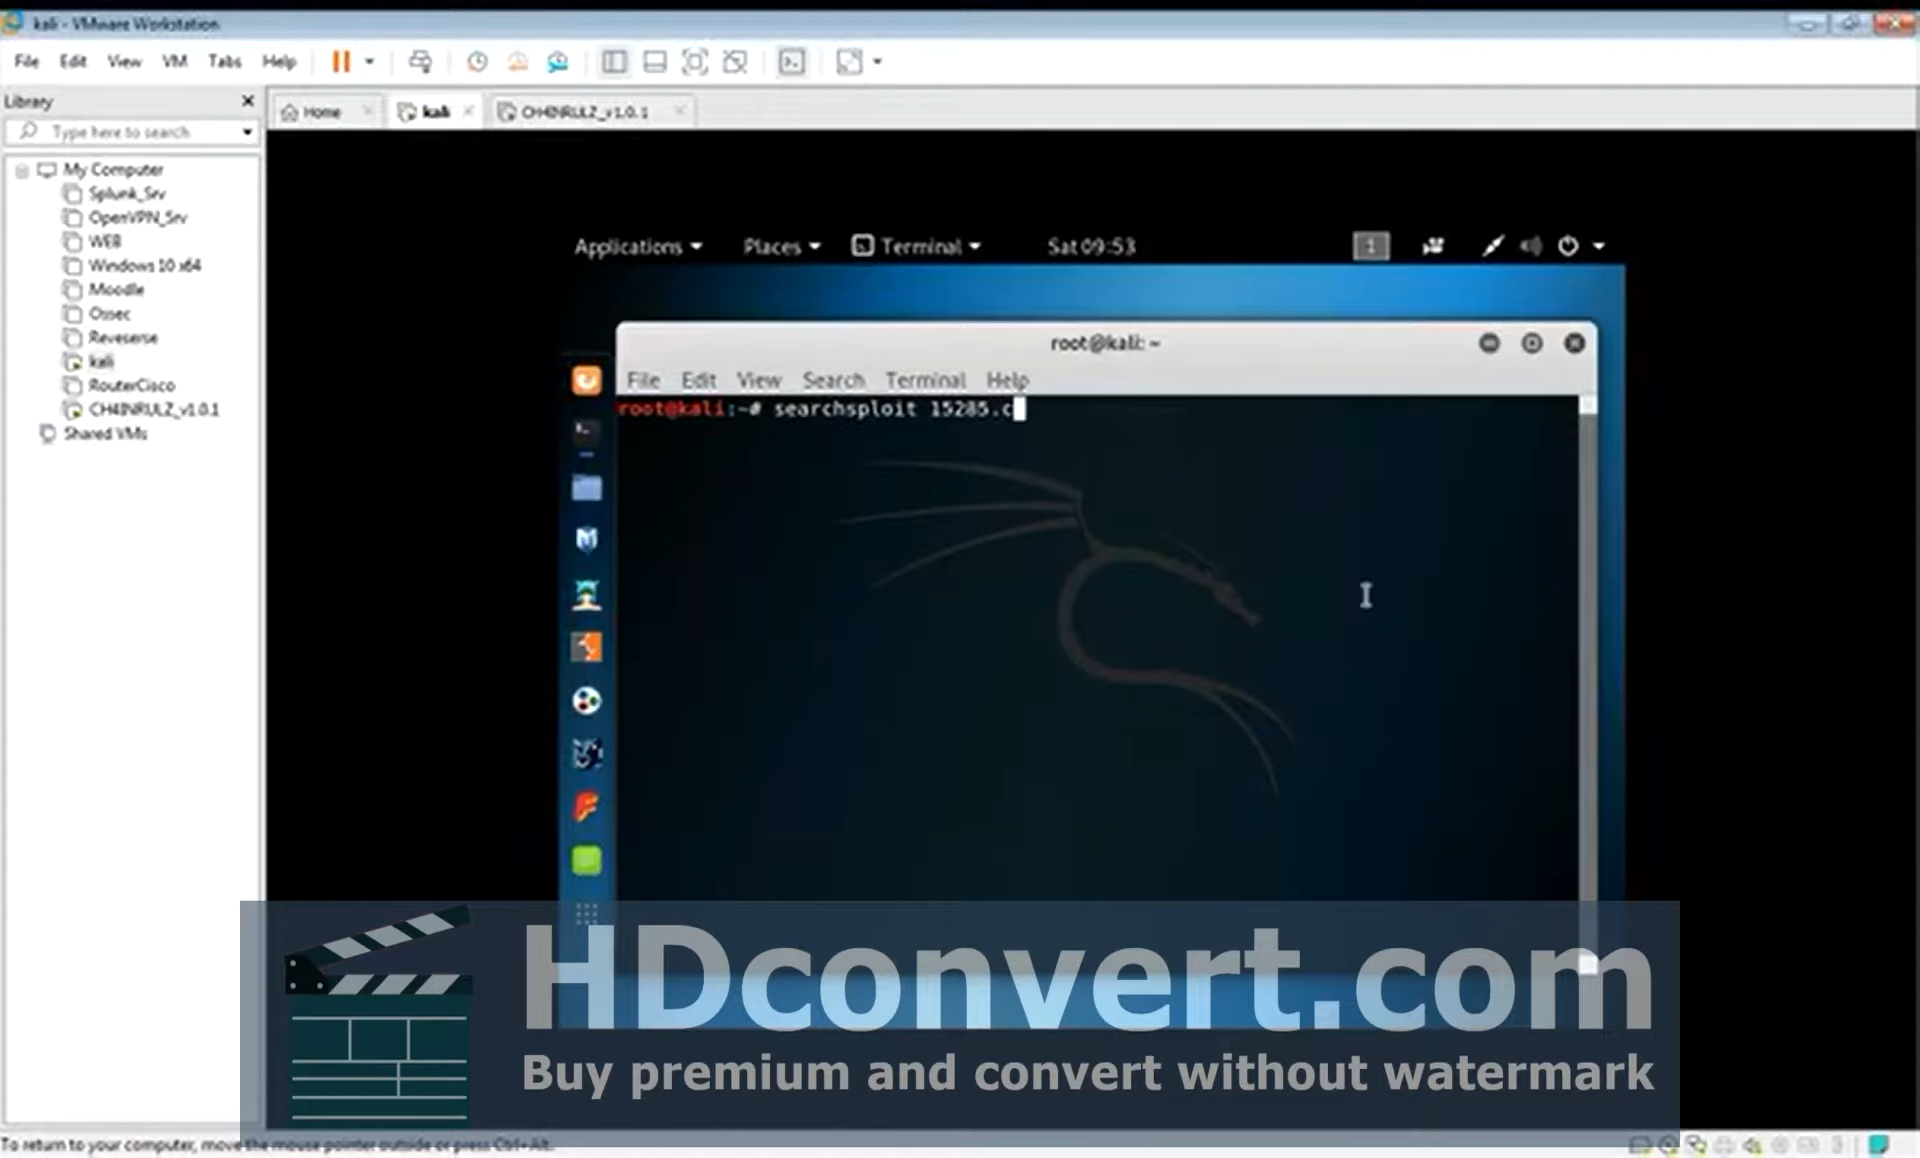 kali - VMware Workstation
File Edit View VM Tabs Help
Library
Type here to search
Home
kali
CH4INRULZ_v1.0.1
My Computer
Splunk_Srv
OpenVPN_Srv
WEB
Windows 10 x64
Moodle
Ossec
Reveserse
kali
RouterCisco
CH4INRULZ_v1.0.1
Shared VMs
Applications Places Terminal Sat 09:53 1
root@kali: ~
File Edit View Search Terminal Help
root@kali:~# searchsploit 15285.c
HDconvert.com
Buy premium and convert without watermark
To return to your computer, move the mouse pointer outside or press Ctrl+Alt.